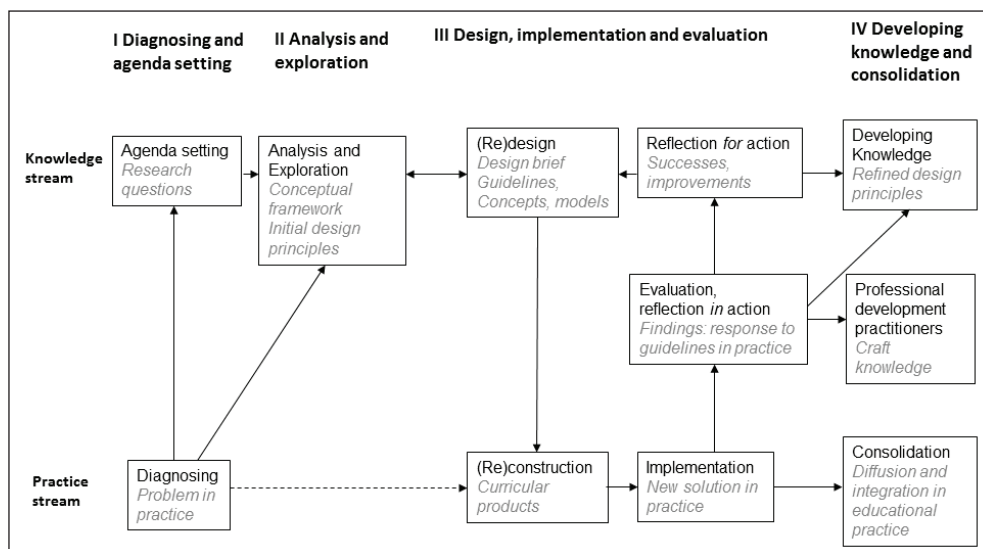 I Diagnosing and
agenda setting
II Analysis and
exploration
III Design, implementation and evaluation
IV Developing
knowledge and
consolidation
Knowledge
stream
Agenda setting
Research
questions
Analysis and
Exploration
Conceptual
framework
Initial design
principles
(Re)design
Design brief
Guidelines,
Concepts, models
Reflection for action
Successes,
improvements
Developing
Knowledge
Refined design
principles
Evaluation,
reflection in action
Findings: response to
guidelines in practice
Professional
development
practitioners
Craft
knowledge
Practice
stream
Diagnosing
Problem in
practice
(Re)construction
Curricular
products
Implementation
New solution in
practice
Consolidation
Diffusion and
integration in
educational
practice